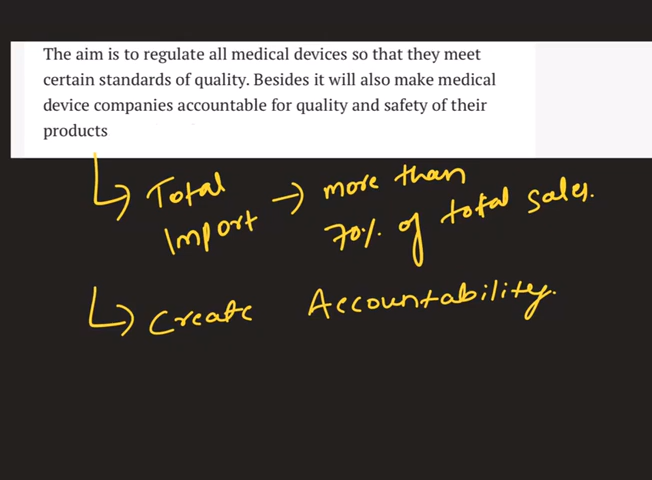 The aim is to regulate all medical devices so that they meet
certain standards of quality. Besides it will also make medical
device companies accountable for quality and safety of their
products
↳ Total Import → more than 70% of total sales.
↳ Create Accountability.